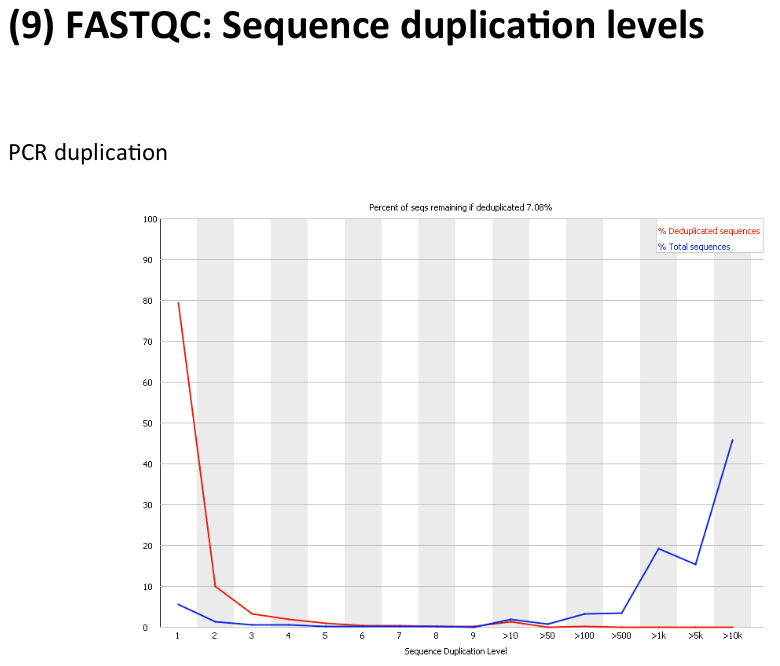 (9) FASTQC: Sequence duplication levels
PCR duplication
Percent of seqs remaining if deduplicated 7.08%
% Deduplicated sequences
% Total sequences
100
90
80
70
60
50
40
30
20
10
0
1 2 3 4 5 6 7 8 9 >10 >50 >100 >500 >1k >5k >10k
Sequence Duplication Level